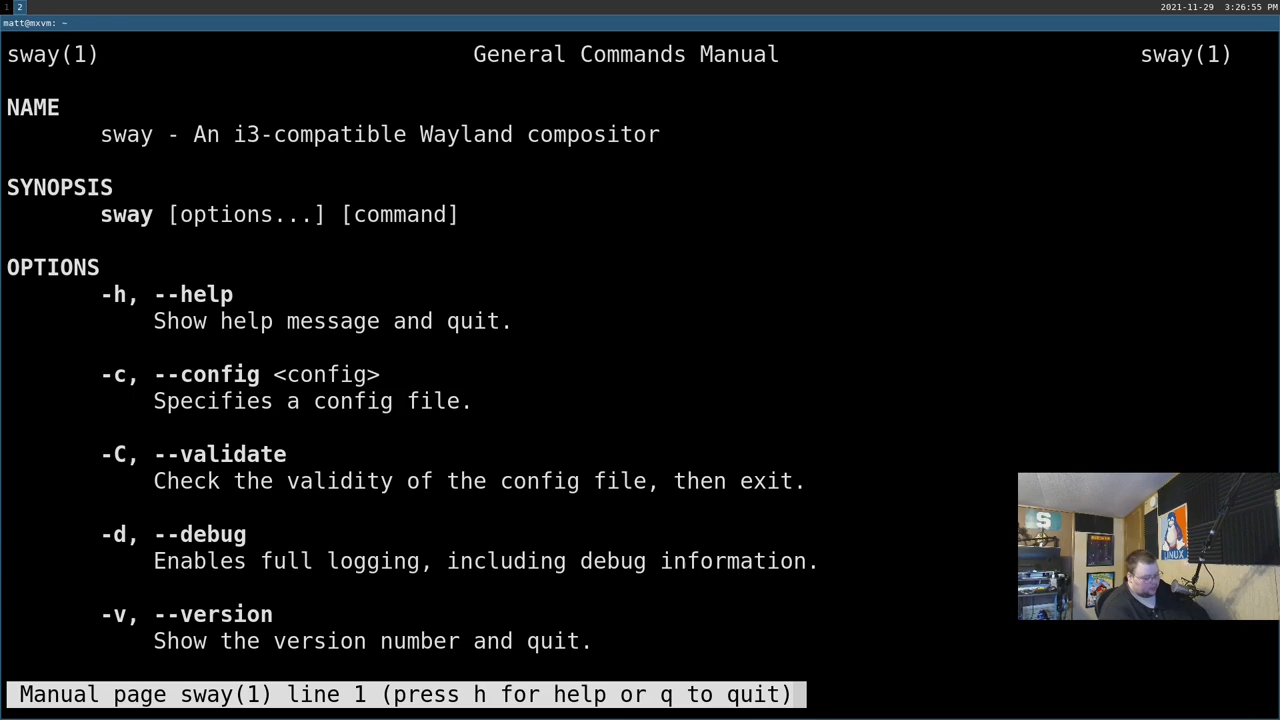 1 2 2021-11-29 3:26:55 PM
matt@mxvm: ~
sway(1) General Commands Manual sway(1)
NAME
sway - An i3-compatible Wayland compositor
SYNOPSIS
sway [options...] [command]
OPTIONS
-h, --help
Show help message and quit.
-c, --config <config>
Specifies a config file.
-C, --validate
Check the validity of the config file, then exit.
-d, --debug
Enables full logging, including debug information.
-v, --version
Show the version number and quit.
S
LINUX
Manual page sway(1) line 1 (press h for help or q to quit)